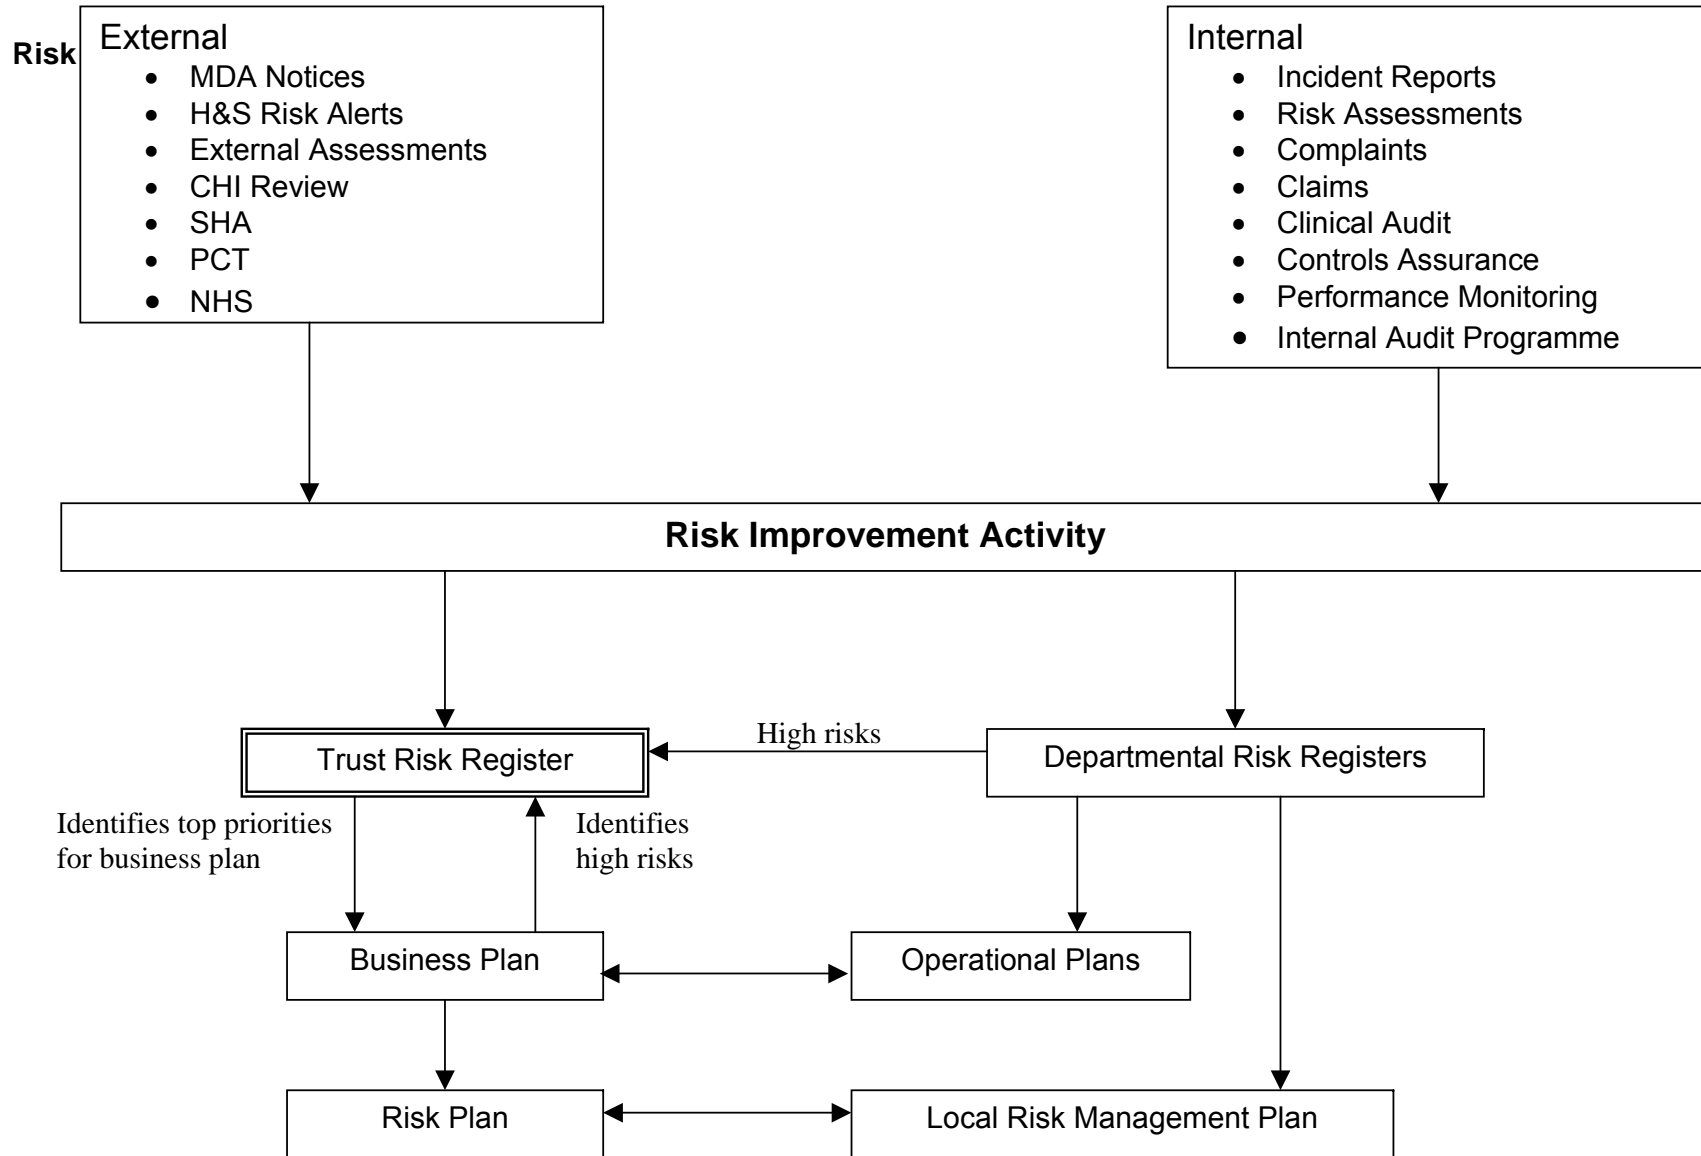 Risk
External
• MDA Notices
• H&S Risk Alerts
• External Assessments
• CHI Review
• SHA
• PCT
• NHS
Internal
• Incident Reports
• Risk Assessments
• Complaints
• Claims
• Clinical Audit
• Controls Assurance
• Performance Monitoring
• Internal Audit Programme
Risk Improvement Activity
Trust Risk Register
High risks
Departmental Risk Registers
Identifies top priorities
for business plan
Identifies
high risks
Business Plan
Operational Plans
Risk Plan
Local Risk Management Plan